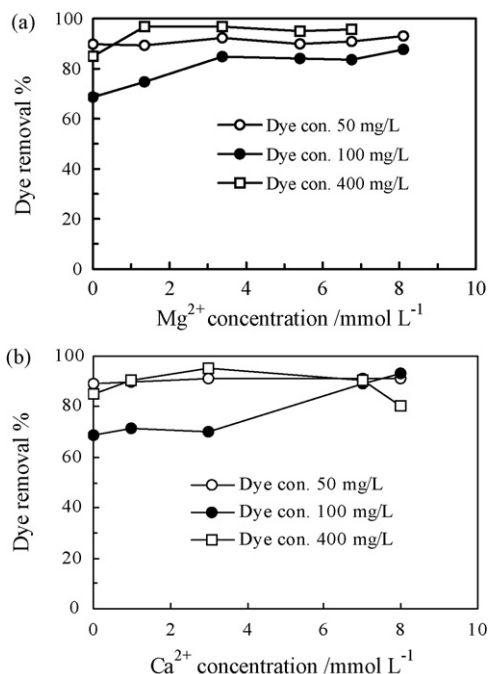 (a)
100
80
60
40
20
0
Dye removal %
Dye con. 50 mg/L
Dye con. 100 mg/L
Dye con. 400 mg/L
0 2 4 6 8 10
Mg²⁺ concentration /mmol L⁻¹
(b)
100
80
60
40
20
0
Dye removal %
Dye con. 50 mg/L
Dye con. 100 mg/L
Dye con. 400 mg/L
0 2 4 6 8 10
Ca²⁺ concentration /mmol L⁻¹